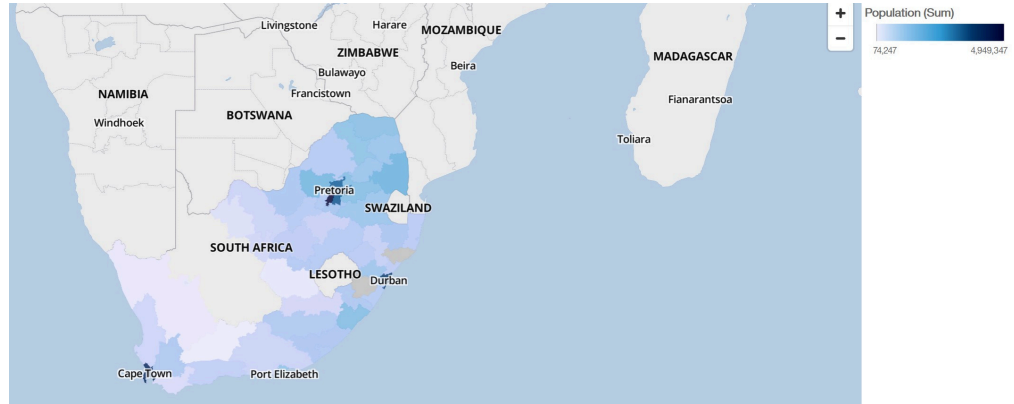 Livingstone
Harare
MOZAMBIQUE
ZIMBABWE
Beira
Bulawayo
NAMIBIA
Francistown
Windhoek
BOTSWANA
MADAGASCAR
Fianarantsoa
Toliara
Pretoria
SWAZILAND
SOUTH AFRICA
LESOTHO
Durban
Cape Town
Port Elizabeth
+
−
Population (Sum)
74,247 4,949,347